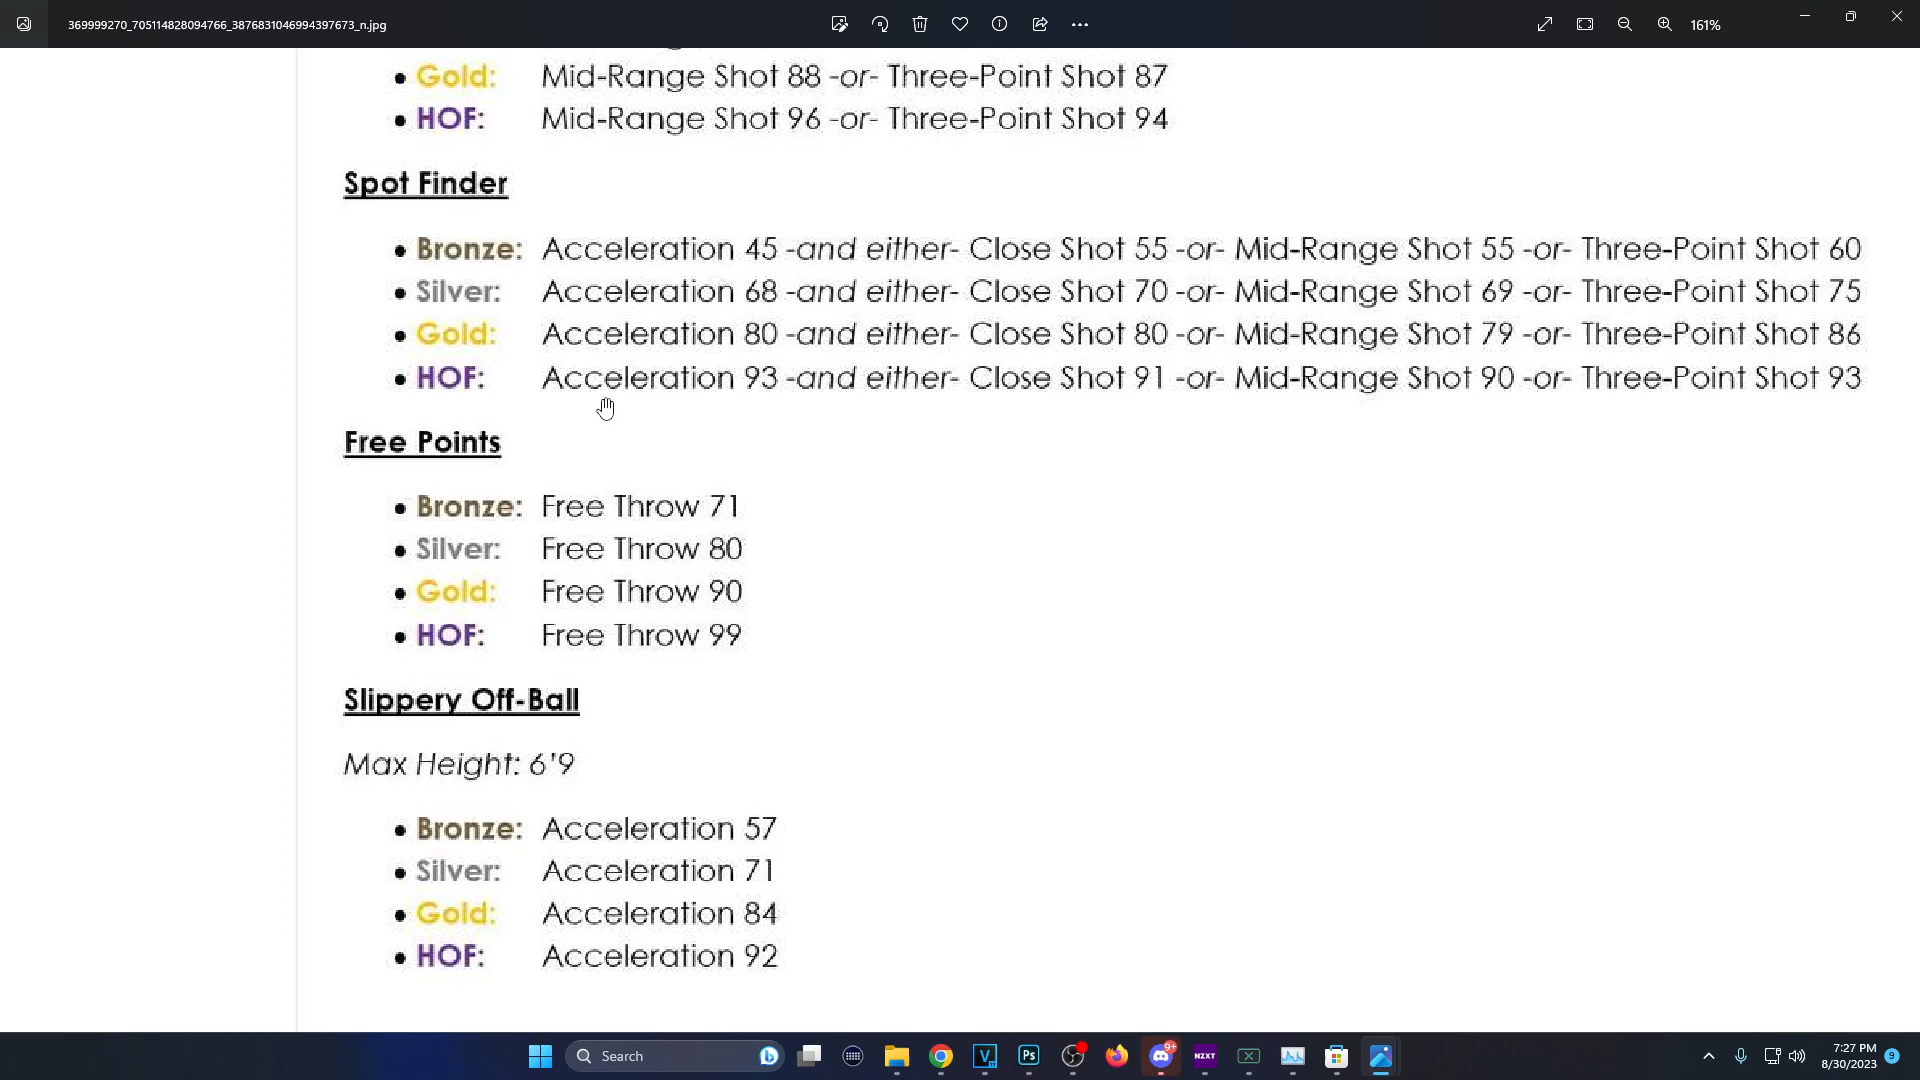 369999270_705114828094766_3876831046994397673_n.jpg
161%
• Gold: Mid-Range Shot 88 -or- Three-Point Shot 87
• HOF: Mid-Range Shot 96 -or- Three-Point Shot 94
Spot Finder
• Bronze: Acceleration 45 -and either- Close Shot 55 -or- Mid-Range Shot 55 -or- Three-Point Shot 60
• Silver: Acceleration 68 -and either- Close Shot 70 -or- Mid-Range Shot 69 -or- Three-Point Shot 75
• Gold: Acceleration 80 -and either- Close Shot 80 -or- Mid-Range Shot 79 -or- Three-Point Shot 86
• HOF: Acceleration 93 -and either- Close Shot 91 -or- Mid-Range Shot 90 -or- Three-Point Shot 93
Free Points
• Bronze: Free Throw 71
• Silver: Free Throw 80
• Gold: Free Throw 90
• HOF: Free Throw 99
Slippery Off-Ball
Max Height: 6'9
• Bronze: Acceleration 57
• Silver: Acceleration 71
• Gold: Acceleration 84
• HOF: Acceleration 92
Search
V
Ps
9+
NZXT
7:27 PM
8/30/2023
9